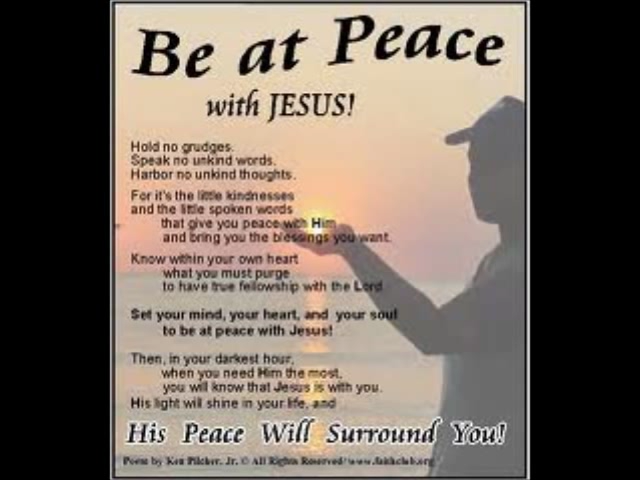 Be at Peace
with JESUS!
Hold no grudges.
Speak no unkind words.
Harbor no unkind thoughts.
For it's the little kindnesses
and the little spoken words
that give you peace with Him
and bring you the blessings you want.
Know within your own heart
what you must purge
to have true fellowship with the Lord
Set your mind, your heart, and your soul
to be at peace with Jesus!
Then, in your darkest hour,
when you need Him the most,
you will know that Jesus is with you.
His light will shine in your life, and
His Peace Will Surround You!
Poem by Ken Pilcher, Jr. © All Rights Reserved/www.faithclub.org